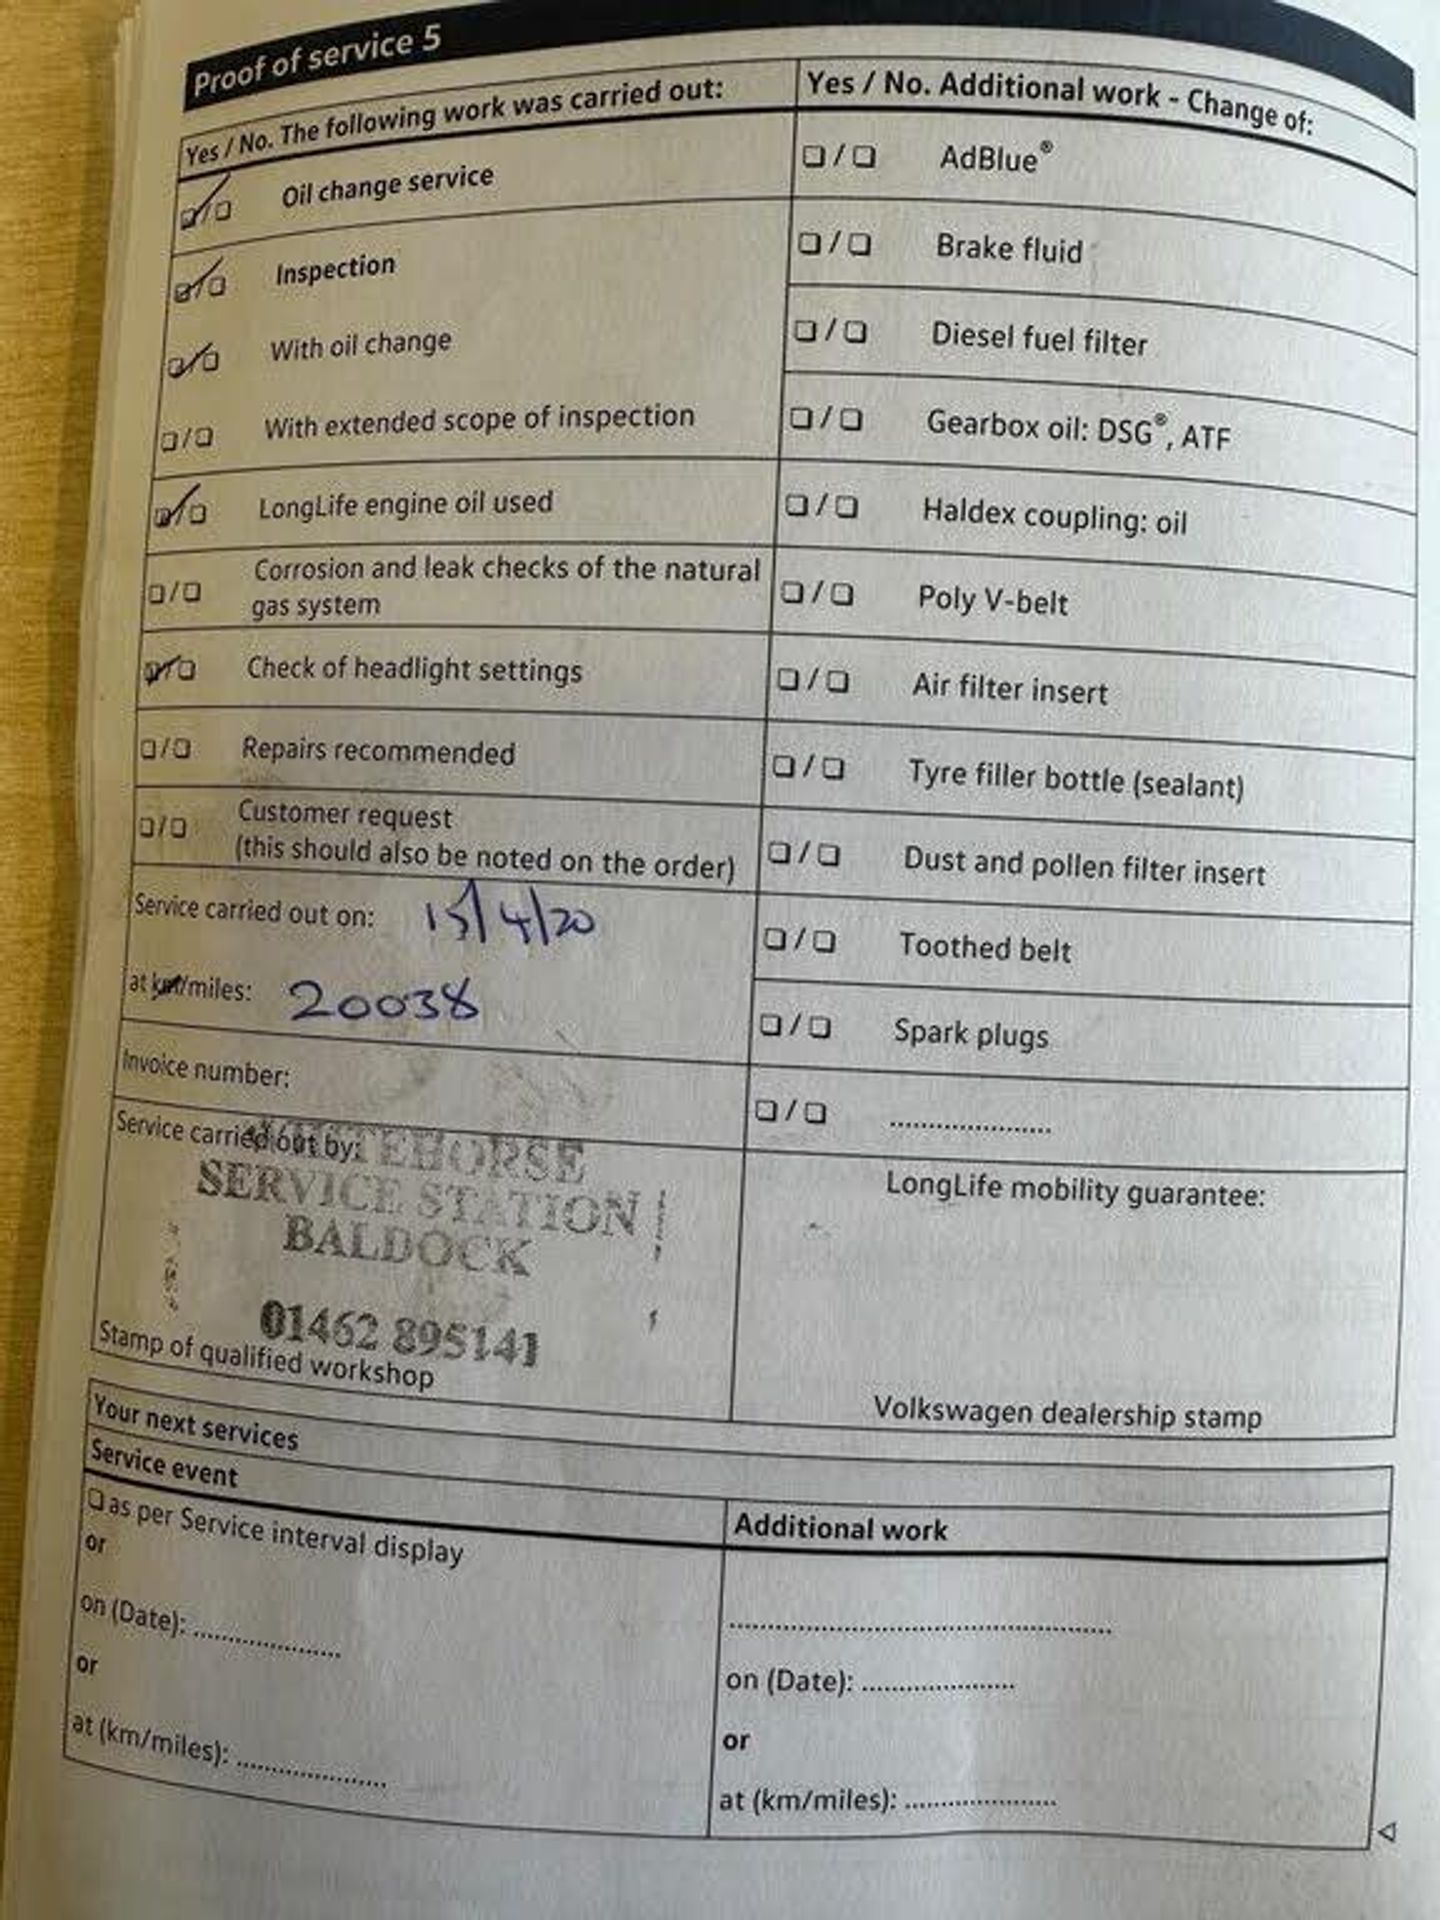 Proof of service 5
Yes / No. The following work was carried out:
☑/❏ Oil change service
☑/❏ Inspection
☑/❏ With oil change
❏/❏ With extended scope of inspection
☑/❏ LongLife engine oil used
❏/❏ Corrosion and leak checks of the natural
gas system
☑/❏ Check of headlight settings
❏/❏ Repairs recommended
❏/❏ Customer request
(this should also be noted on the order)
Service carried out on: 15/4/20
at km/miles: 20038
Invoice number:
Service carried out by:
WHITEHORSE
SERVICE STATION
BALDOCK
01462 895141
Stamp of qualified workshop
Yes / No. Additional work - Change of:
❏/❏ AdBlue®
❏/❏ Brake fluid
❏/❏ Diesel fuel filter
❏/❏ Gearbox oil: DSG®, ATF
❏/❏ Haldex coupling: oil
❏/❏ Poly V-belt
❏/❏ Air filter insert
❏/❏ Tyre filler bottle (sealant)
❏/❏ Dust and pollen filter insert
❏/❏ Toothed belt
❏/❏ Spark plugs
❏/❏ .....................
LongLife mobility guarantee:
Volkswagen dealership stamp
Your next services
Service event
❏ as per Service interval display
or
on (Date): ...................
or
at (km/miles): ...................
Additional work
..................................................
on (Date): ....................
or
at (km/miles): ....................